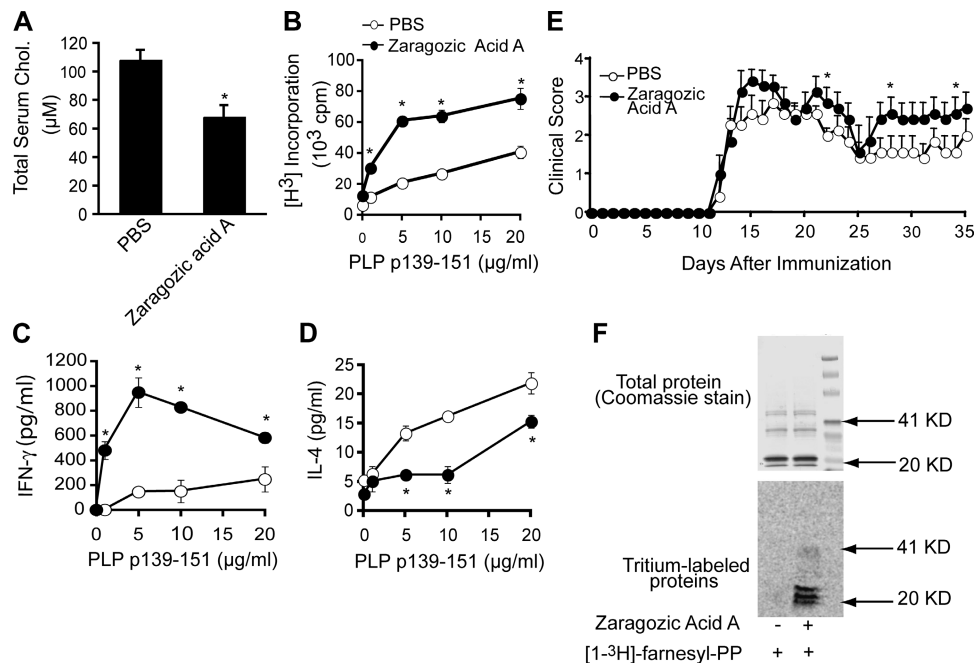 A
Total Serum Chol.
(µM)
120
100
80
60
40
20
0
*
PBS
Zaragozic acid A
B
PBS
Zaragozic Acid A
[H³] Incorporation
(10³ cpm)
100
80
60
40
20
0
*
*
*
*
0
5
10
15
20
PLP p139-151 (µg/ml)
E
PBS
Zaragozic
Acid A
Clinical Score
4
3
2
1
0
*
*
*
0
5
10
15
20
25
30
35
Days After Immunization
C
IFN-γ (pg/ml)
1200
1000
800
600
400
200
0
*
*
*
*
0
5
10
15
20
PLP p139-151 (µg/ml)
D
IL-4 (pg/ml)
25
20
15
10
5
0
*
*
*
0
5
10
15
20
PLP p139-151 (µg/ml)
F
Total protein
(Coomassie stain)
41 KD
20 KD
Tritium-labeled
proteins
41 KD
20 KD
Zaragozic Acid A - +
[1-³H]-farnesyl-PP + +